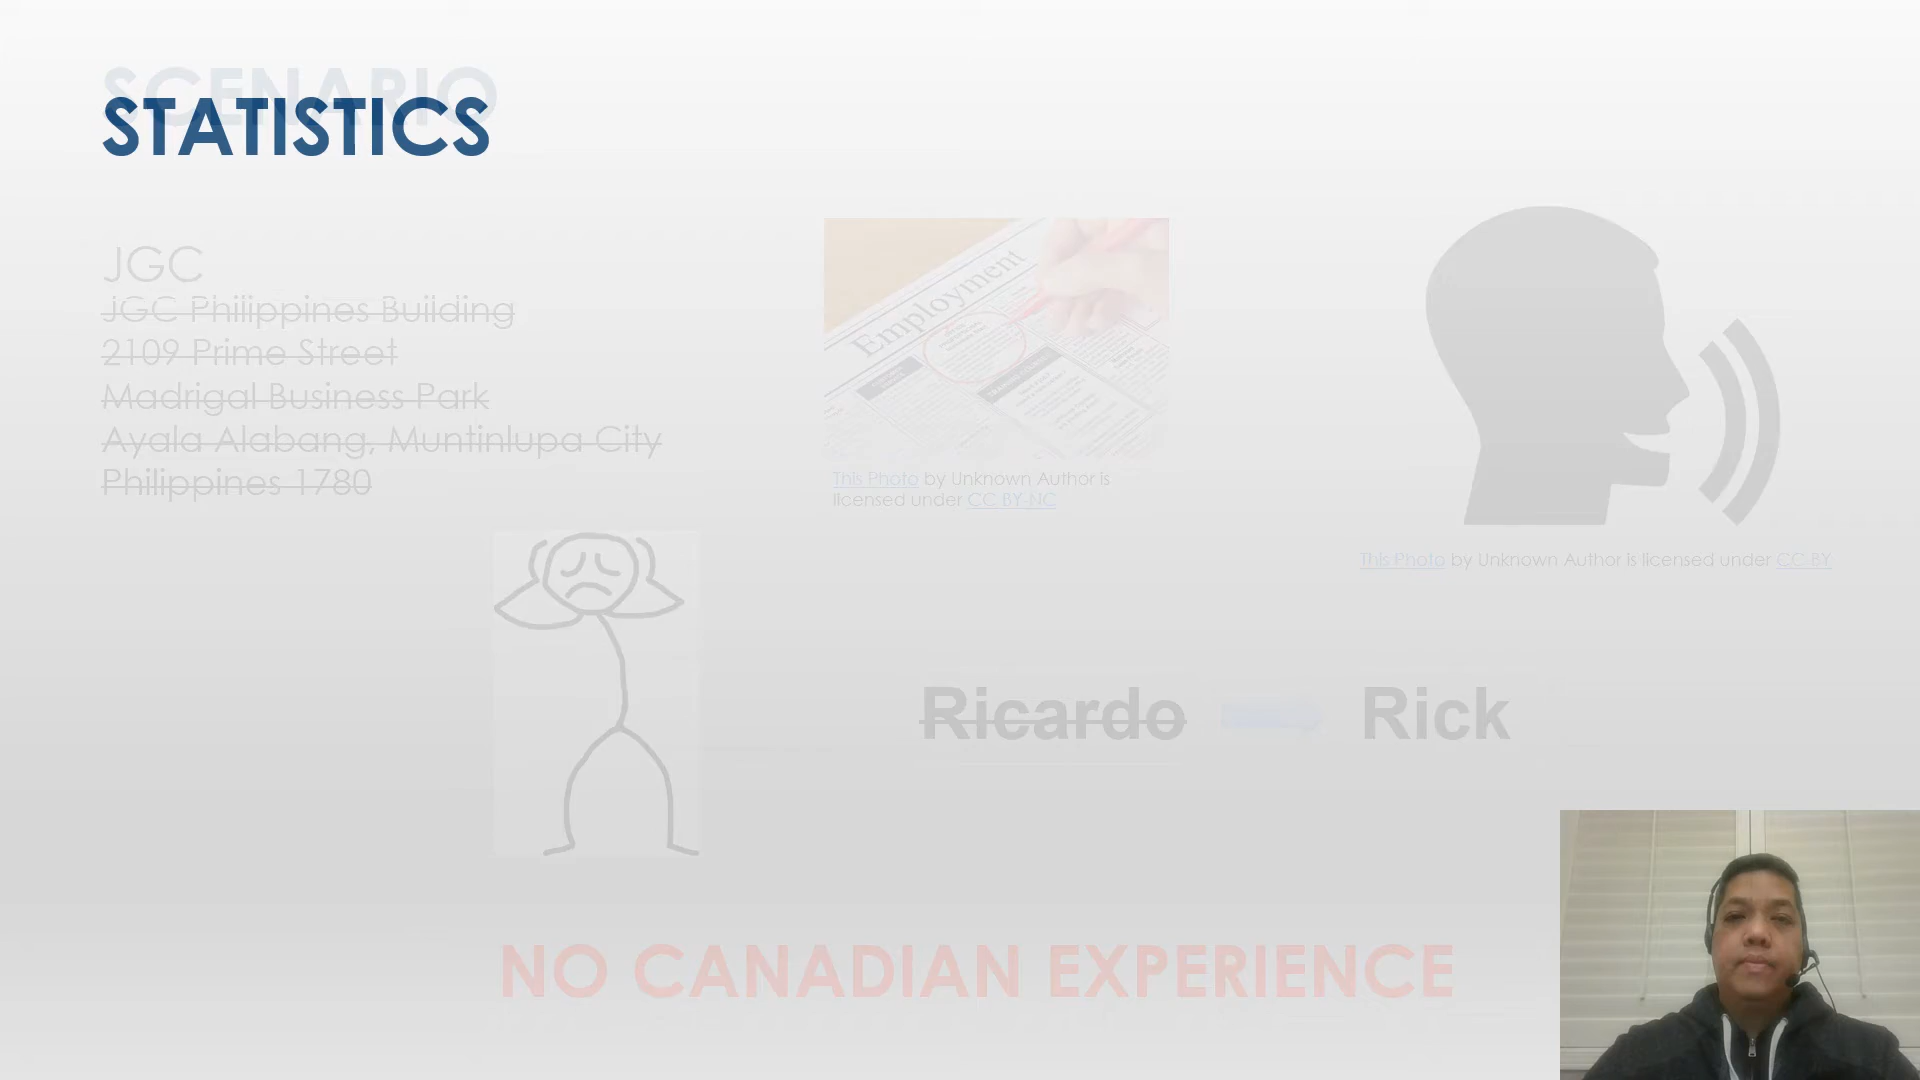 SCENARIO
STATISTICS
JGC
JGC Philippines Building
2109 Prime Street
Madrigal Business Park
Ayala Alabang, Muntinlupa City
Philippines 1780
Employment
This Photo by Unknown Author is
licensed under CC BY-NC
This Photo by Unknown Author is licensed under CC BY
Ricardo
Rick
NO CANADIAN EXPERIENCE